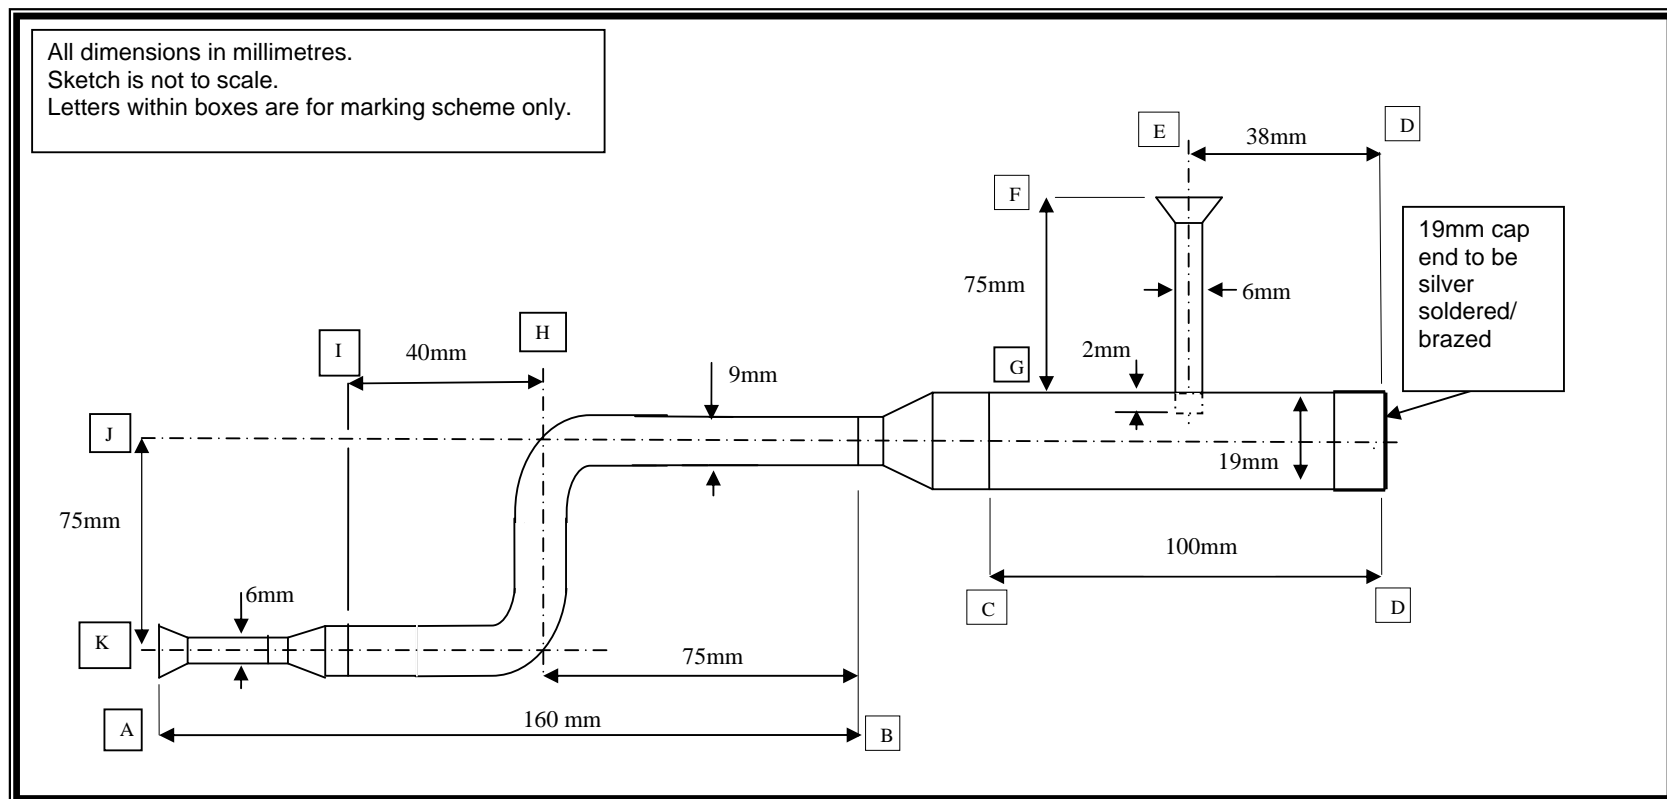 All dimensions in millimetres.
Sketch is not to scale.
Letters within boxes are for marking scheme only.
E
38mm
D
F
19mm cap
end to be
silver
soldered/
brazed
75mm
6mm
H
I
40mm
2mm
G
9mm
J
19mm
75mm
100mm
6mm
C
D
K
75mm
A
160 mm
B